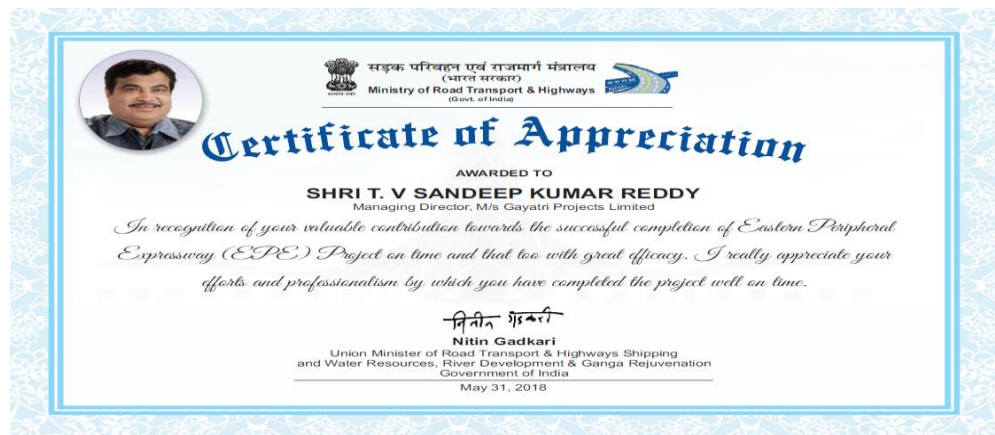 सड़क परिवहन एवं राजमार्ग मंत्रालय
(भारत सरकार)
Ministry of Road Transport & Highways
(Govt. of India)
Certificate of Appreciation
AWARDED TO
SHRI T. V SANDEEP KUMAR REDDY
Managing Director, M/s Gayatri Projects Limited
In recognition of your valuable contribution towards the successful completion of Eastern Peripheral
Expressway (EPE) Project on time and that too with great efficacy. I really appreciate your
efforts and professionalism by which you have completed the project well on time.
नितीन गडकरी
Nitin Gadkari
Union Minister of Road Transport & Highways Shipping
and Water Resources, River Development & Ganga Rejuvenation
Government of India
May 31, 2018